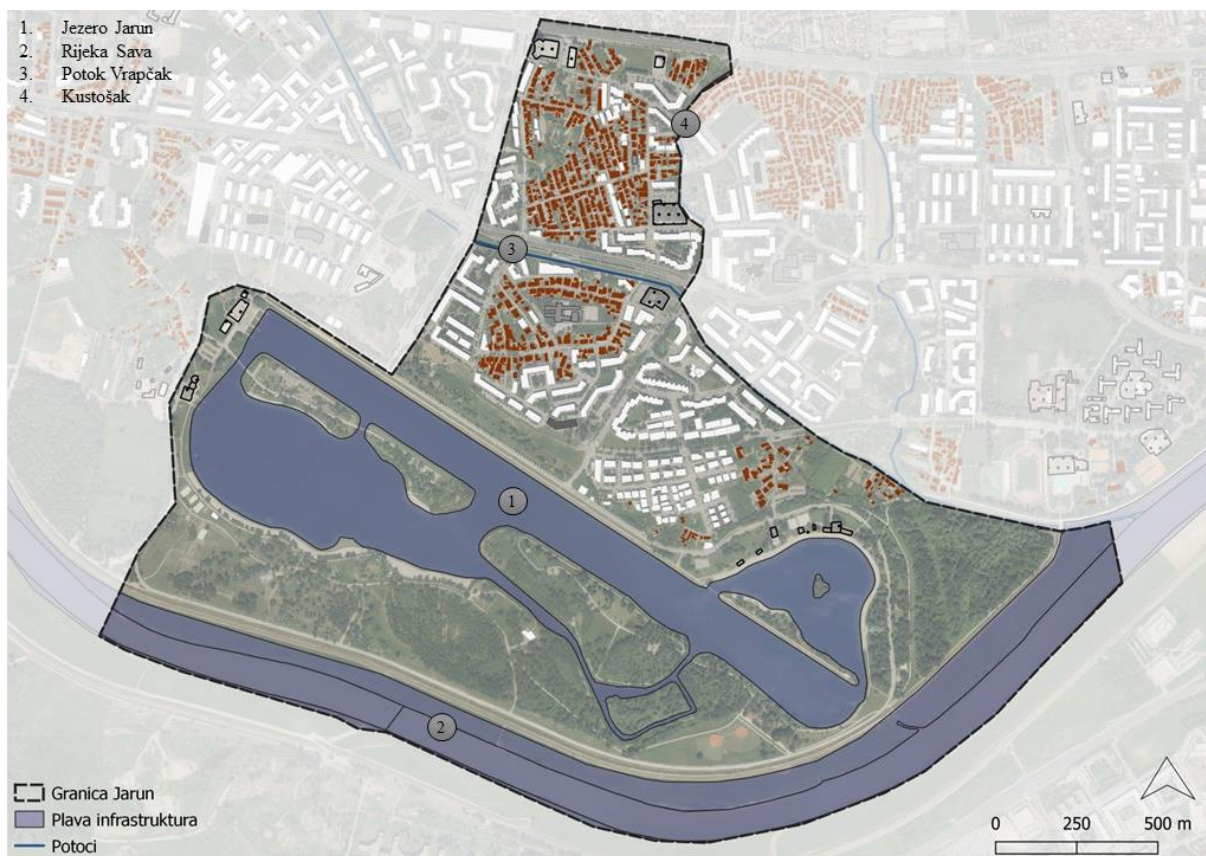 1. Jezero Jarun
2. Rijeka Sava
3. Potok Vrapčak
4. Kustošak
4
3
1
2
Granica Jarun
Plava infrastruktura
Potoci
0 250 500 m